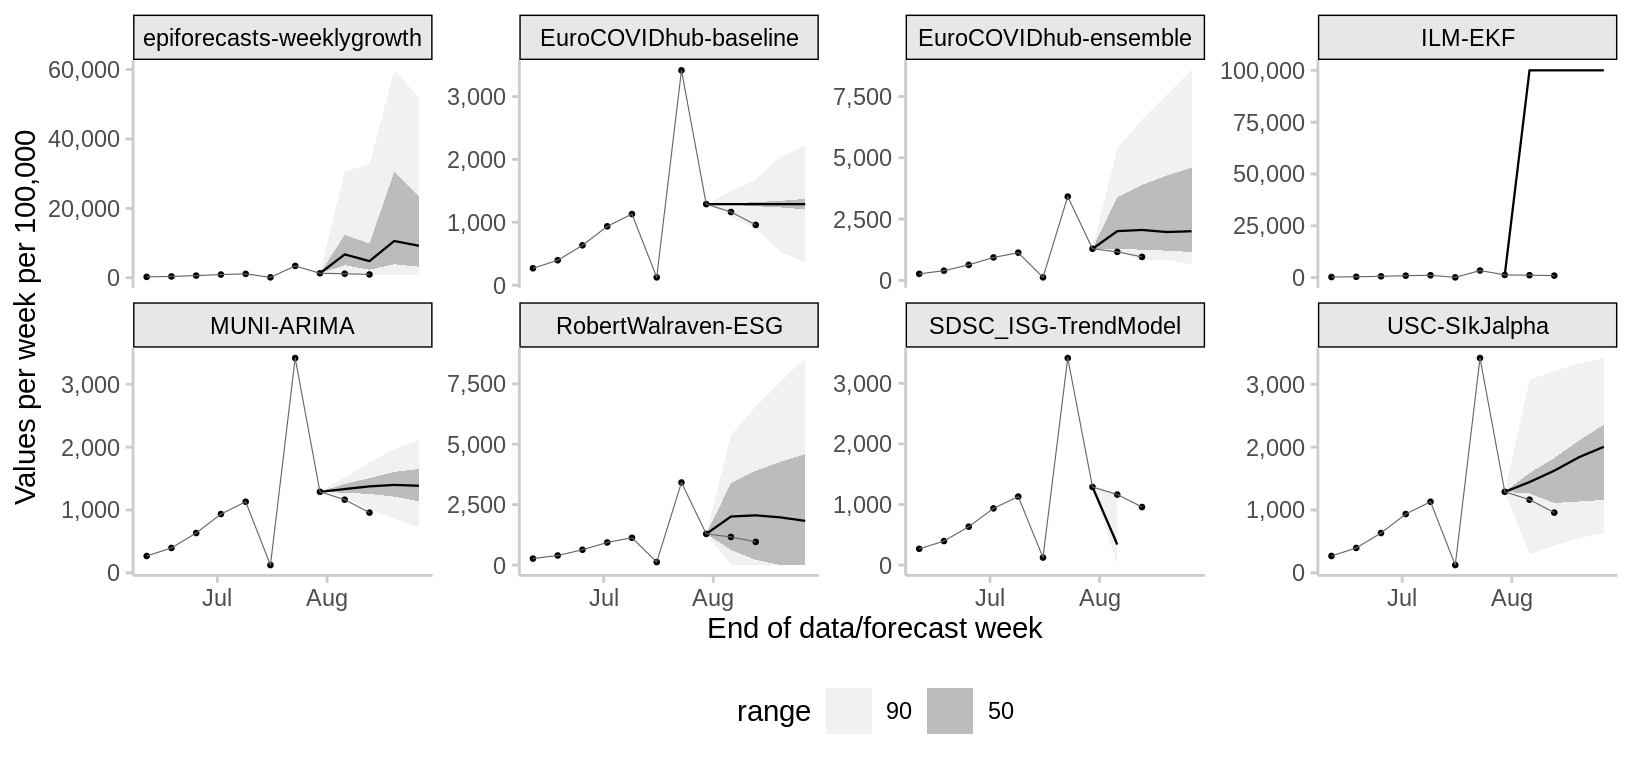 epiforecasts-weeklygrowth
EuroCOVIDhub-baseline
EuroCOVIDhub-ensemble
ILM-EKF
60,000
40,000
20,000
0
3,000
2,000
1,000
0
7,500
5,000
2,500
0
100,000
75,000
50,000
25,000
0
Values per week per 100,000
MUNI-ARIMA
RobertWalraven-ESG
SDSC_ISG-TrendModel
USC-SIkJalpha
3,000
2,000
1,000
0
7,500
5,000
2,500
0
3,000
2,000
1,000
0
3,000
2,000
1,000
0
Jul Aug
Jul Aug
Jul Aug
Jul Aug
End of data/forecast week
range 90 50